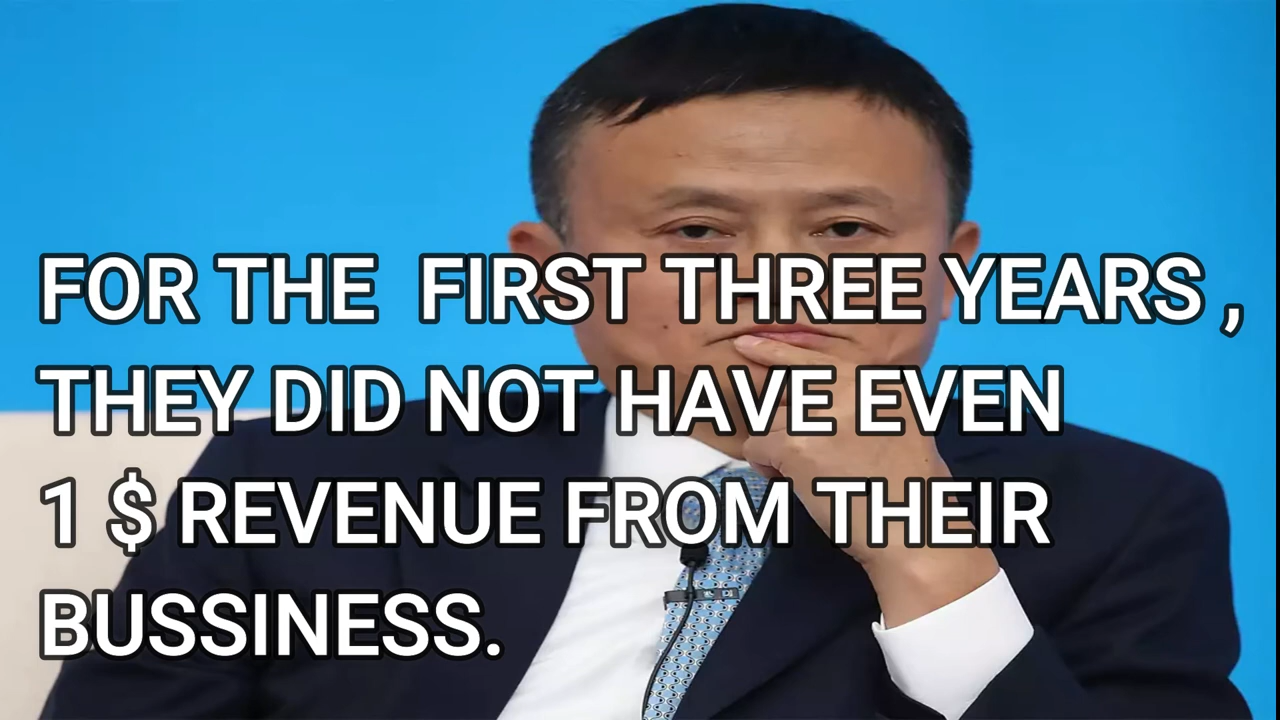 FOR THE  FIRST THREE YEARS ,
THEY DID NOT HAVE EVEN
1 $ REVENUE FROM THEIR
BUSSINESS.